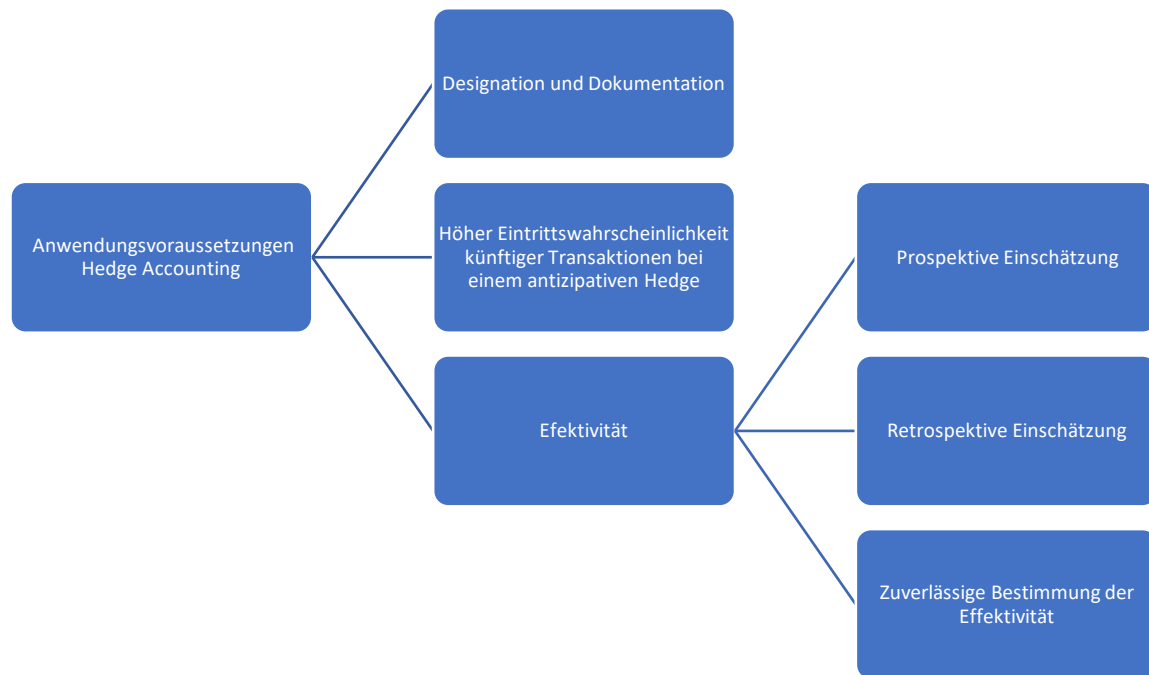 Anwendungsvoraussetzungen
Hedge Accounting
Designation und Dokumentation
Höher Eintrittswahrscheinlichkeit
künftiger Transaktionen bei
einem antizipativen Hedge
Efektivität
Prospektive Einschätzung
Retrospektive Einschätzung
Zuverlässige Bestimmung der
Effektivität